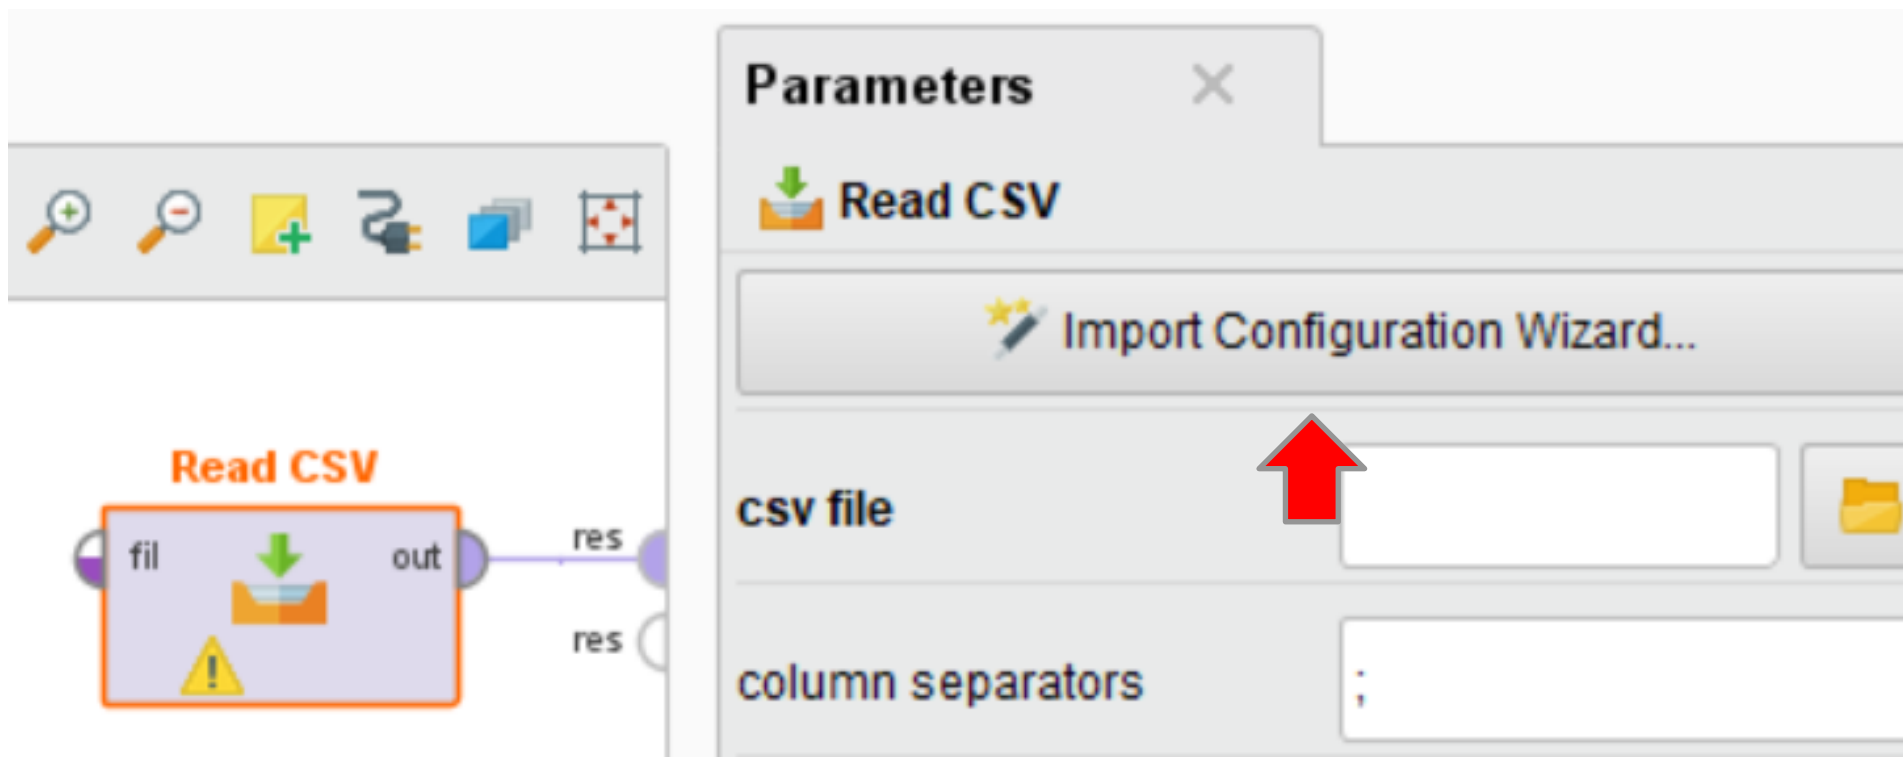 Parameters
Read CSV
Import Configuration Wizard...
csv file
column separators
;
Read CSV
fil
out
res
res